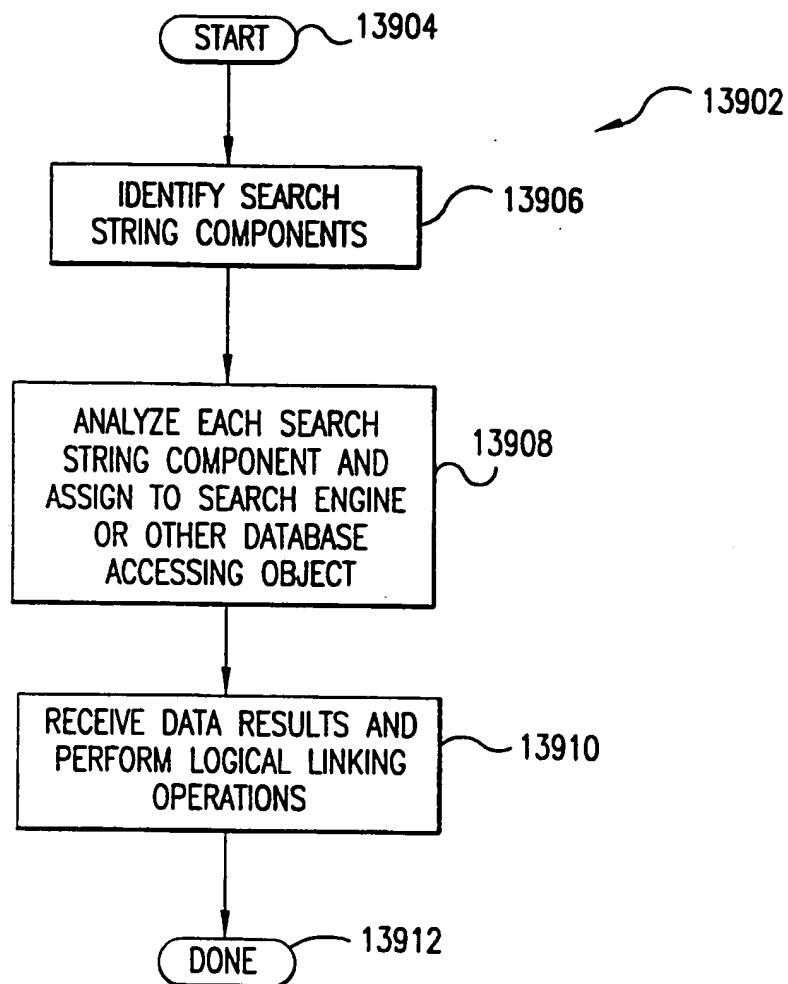 START
13904
13902
IDENTIFY SEARCH
STRING COMPONENTS
13906
ANALYZE EACH SEARCH
STRING COMPONENT AND
ASSIGN TO SEARCH ENGINE
OR OTHER DATABASE
ACCESSING OBJECT
13908
RECEIVE DATA RESULTS AND
PERFORM LOGICAL LINKING
OPERATIONS
13910
DONE
13912